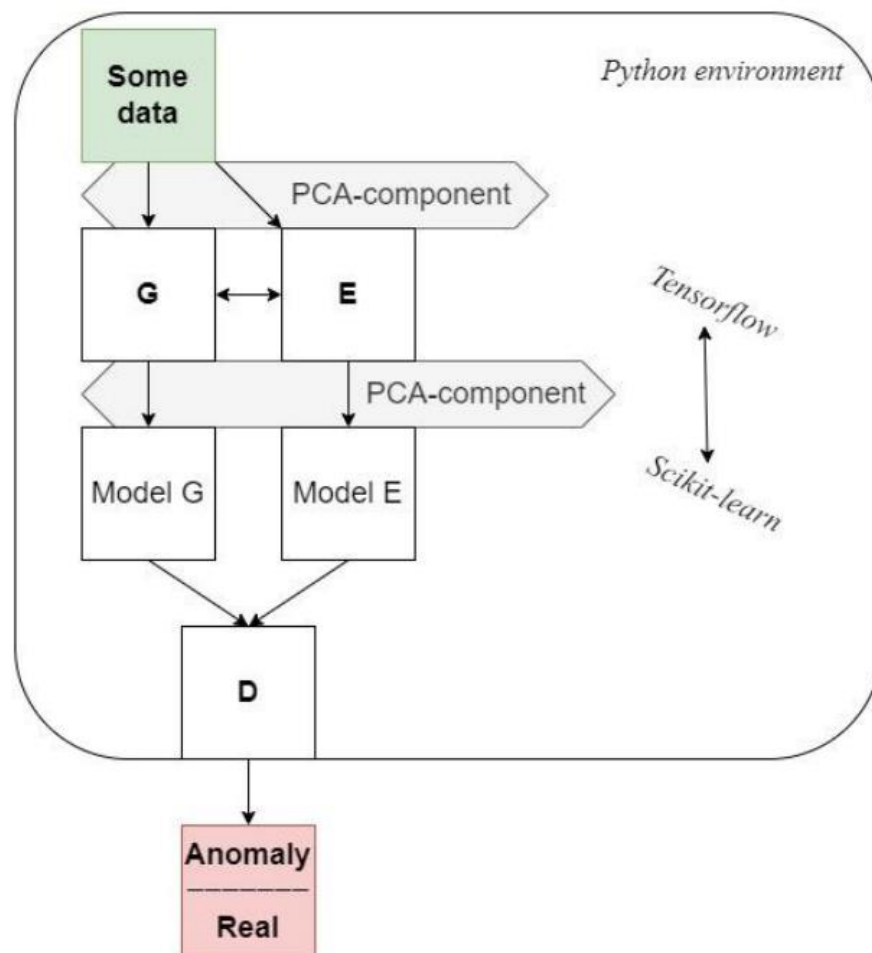 Some
data
Python environment
PCA-component
G
E
Tensorflow
PCA-component
Model G
Model E
Scikit-learn
D
Anomaly
Real